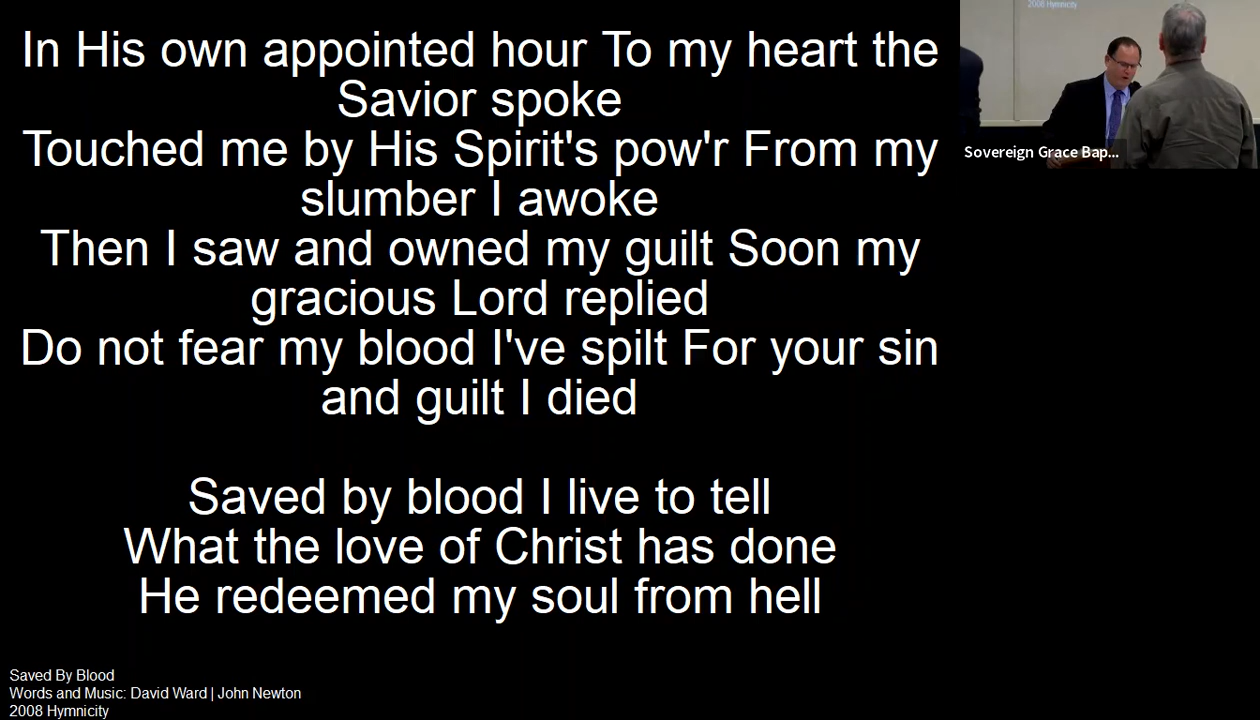 In His own appointed hour To my heart the
Savior spoke
Touched me by His Spirit's pow'r From my
slumber I awoke
Then I saw and owned my guilt Soon my
gracious Lord replied
Do not fear my blood I've spilt For your sin
and guilt I died
Saved by blood I live to tell
What the love of Christ has done
He redeemed my soul from hell
Saved By Blood
Words and Music: David Ward | John Newton
2008 Hymnicity
2008 Hymnicity
Sovereign Grace Bap...